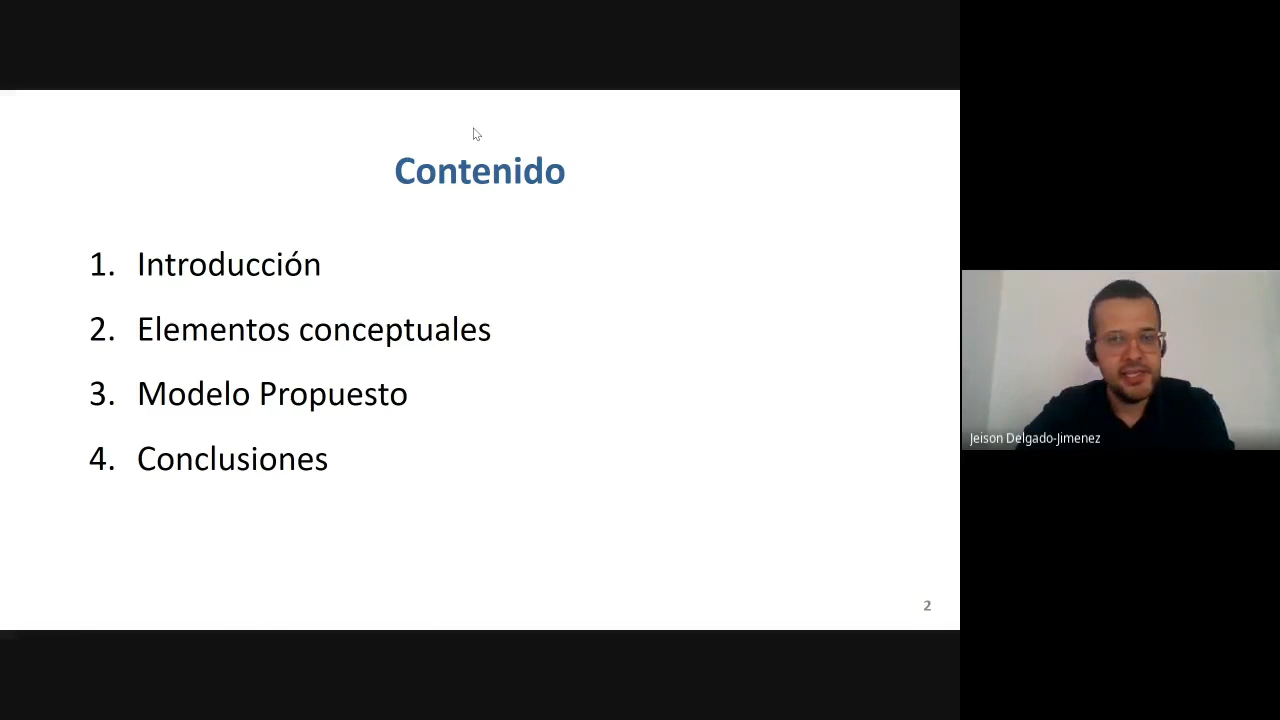 Contenido
1. Introducción
2. Elementos conceptuales
3. Modelo Propuesto
4. Conclusiones
2
Jeison Delgado-Jimenez